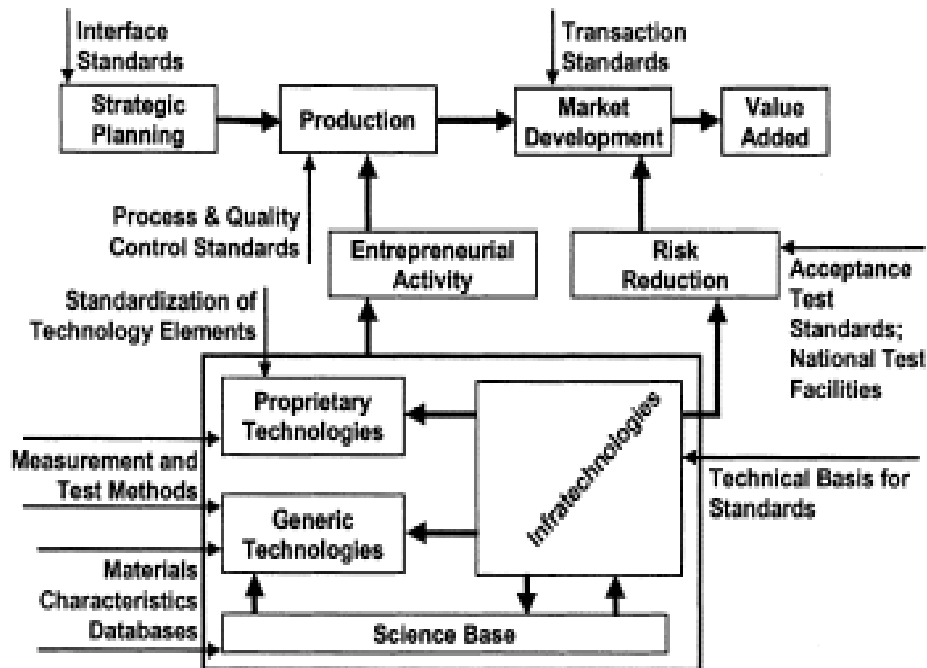 Interface
Standards
Transaction
Standards
Strategic
Planning
Production
Market
Development
Value
Added
Process & Quality
Control Standards
Entrepreneurial
Activity
Risk
Reduction
Acceptance
Test
Standards;
National Test
Facilities
Standardization of
Technology Elements
Proprietary
Technologies
Infratechnologies
Measurement and
Test Methods
Technical Basis for
Standards
Generic
Technologies
Materials
Characteristics
Databases
Science Base